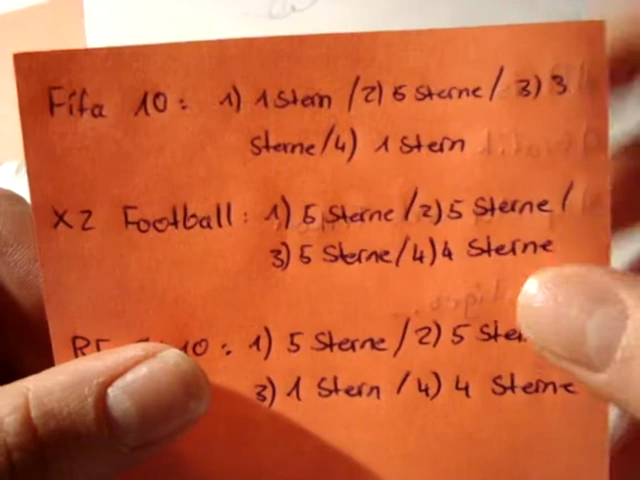 Fifa 10: 1) 1 Stern / 2) 5 Sterne / 3) 3
Sterne / 4) 1 Stern
X2 Football: 1) 5 Sterne / 2) 5 Sterne /
3) 5 Sterne / 4) 4 Sterne
10: 1) 5 Sterne / 2) 5
3) 1 Stern / 4) 4 Sterne